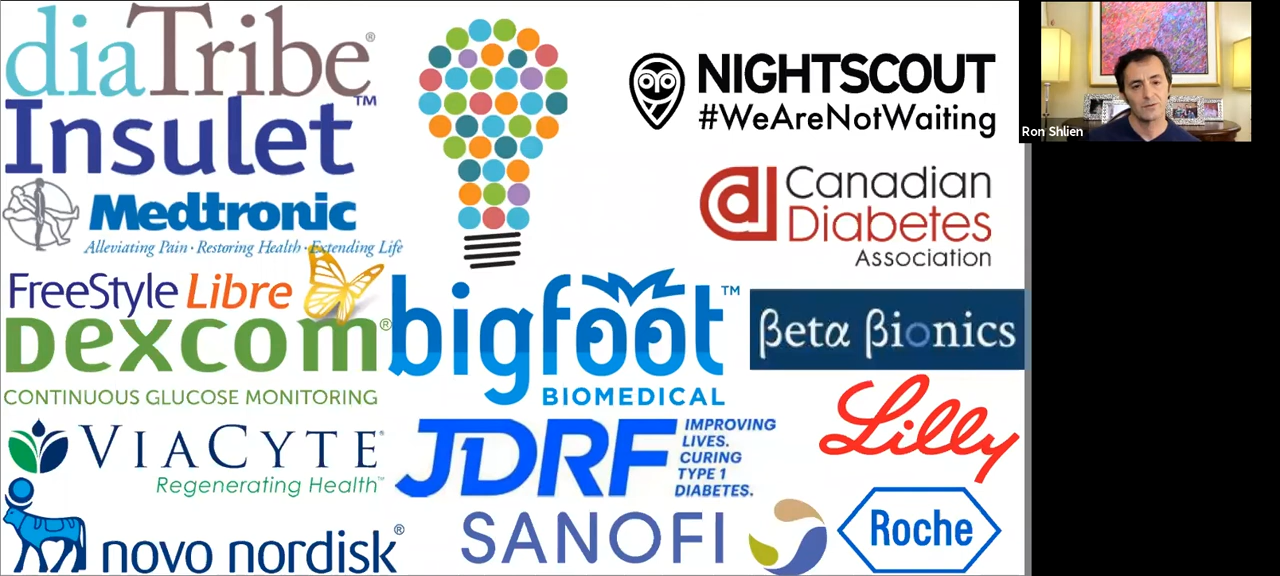 diaTribe®
Insulet™
Medtronic
Alleviating Pain · Restoring Health · Extending Life
FreeStyle Libre
Dexcom®
CONTINUOUS GLUCOSE MONITORING
VIACYTE®
Regenerating Health™
novo nordisk®
bigfoot™
BIOMEDICAL
JDRF
IMPROVING
LIVES.
CURING
TYPE 1
DIABETES.
SANOFI
NIGHTSCOUT
#WeAreNotWaiting
Canadian
Diabetes
Association
βetα βionics
Lilly
Roche
Ron Shlien